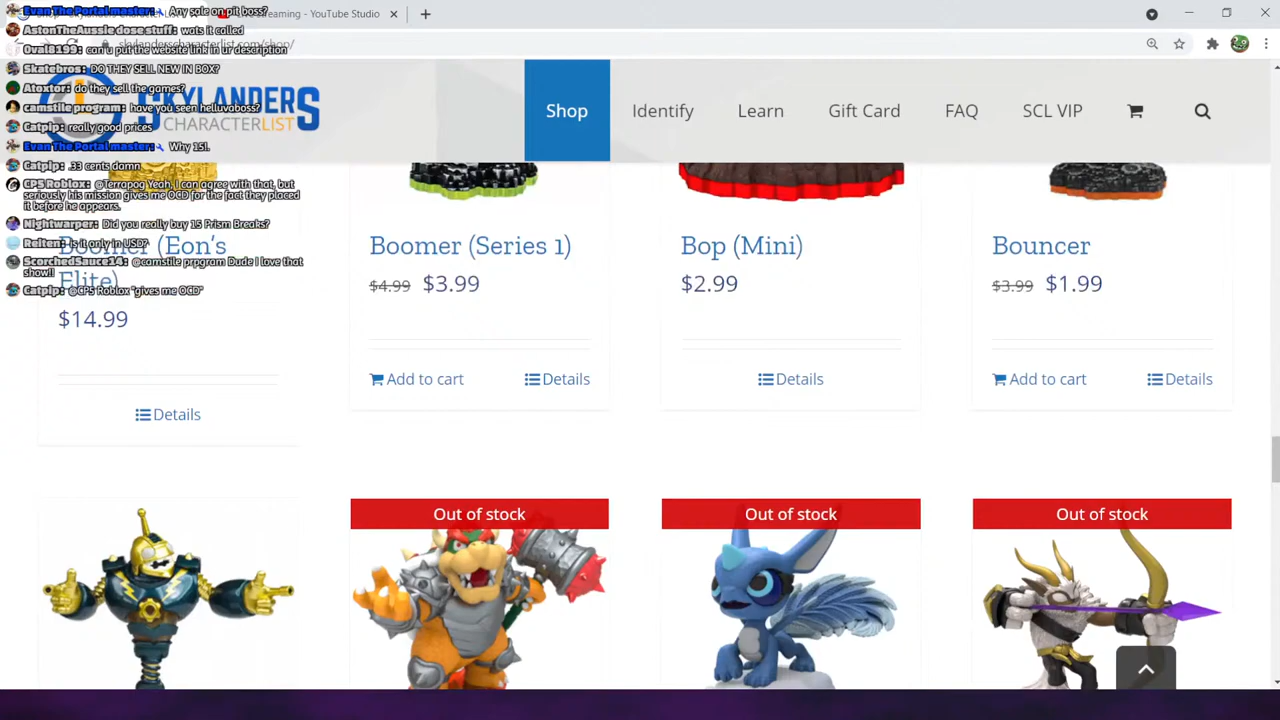 Evan The Portal master: Any sale on pit boss?
AstonTheAussie dose stuff: wats it called
Oval8199: can u put the website link in ur description
Skatebros: DO THEY SELL NEW IN BOX?
Atoxtor: do they sell the games?
camstile program: have you seen helluvaboss?
Catpip: really good prices
Evan The Portal master: Why 15!.
Catpip: .33 cents damn
CPS Roblox: @Terrapog Yeah, I can agree with that, but
seriously his mission gives me OCD for the fact they placed
it before he appears.
Nightwarper: Did you really buy 15 Prism Breaks?
Relten: is it only in USD?
ScorchedSauce14: @camstile prpgram Dude I love that
show!!
Catpip: @CPS Roblox "gives me OCD"
Live Streaming - YouTube Studio
skylanderscharacterlist.com/shop/
SKYLANDERS
CHARACTERLIST
Shop
Identify
Learn
Gift Card
FAQ
SCL VIP
Boomer (Eon's
Elite)
$14.99
Details
Boomer (Series 1)
$4.99 $3.99
Add to cart
Details
Bop (Mini)
$2.99
Details
Bouncer
$3.99 $1.99
Add to cart
Details
Out of stock
Out of stock
Out of stock